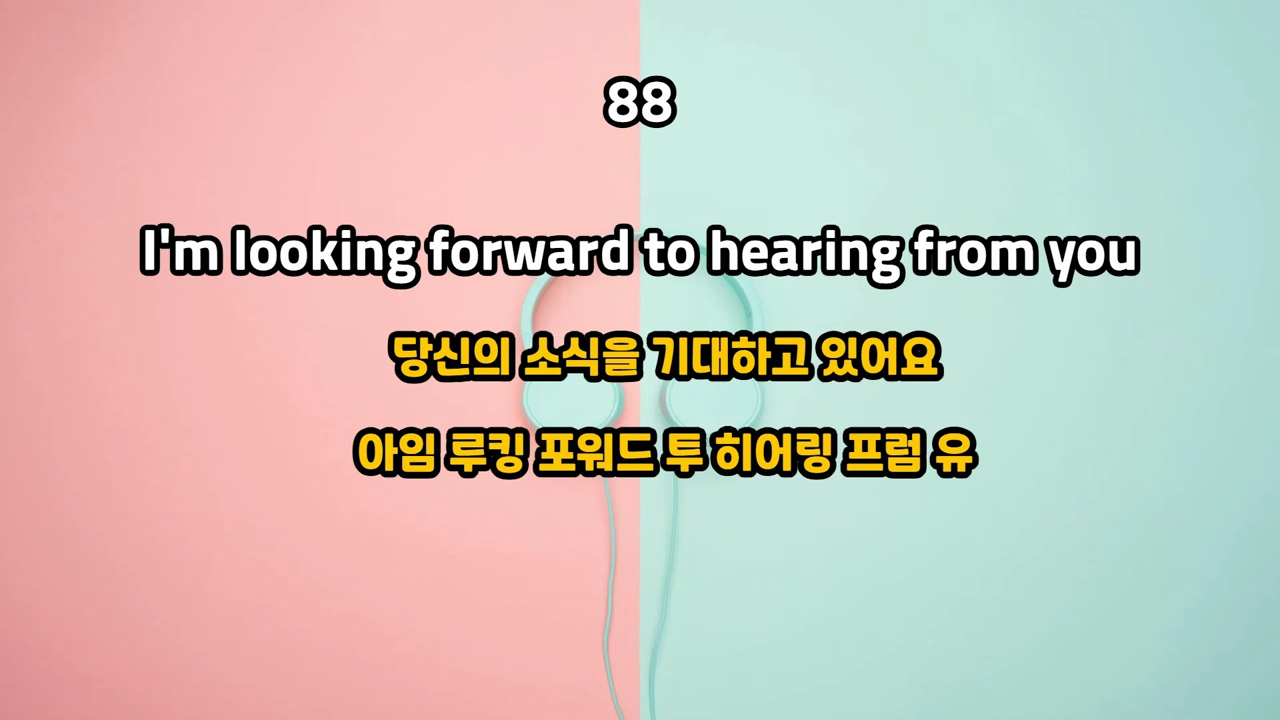 88
I'm looking forward to hearing from you
당신의 소식을 기대하고 있어요
아임 루킹 포워드 투 히어링 프럼 유